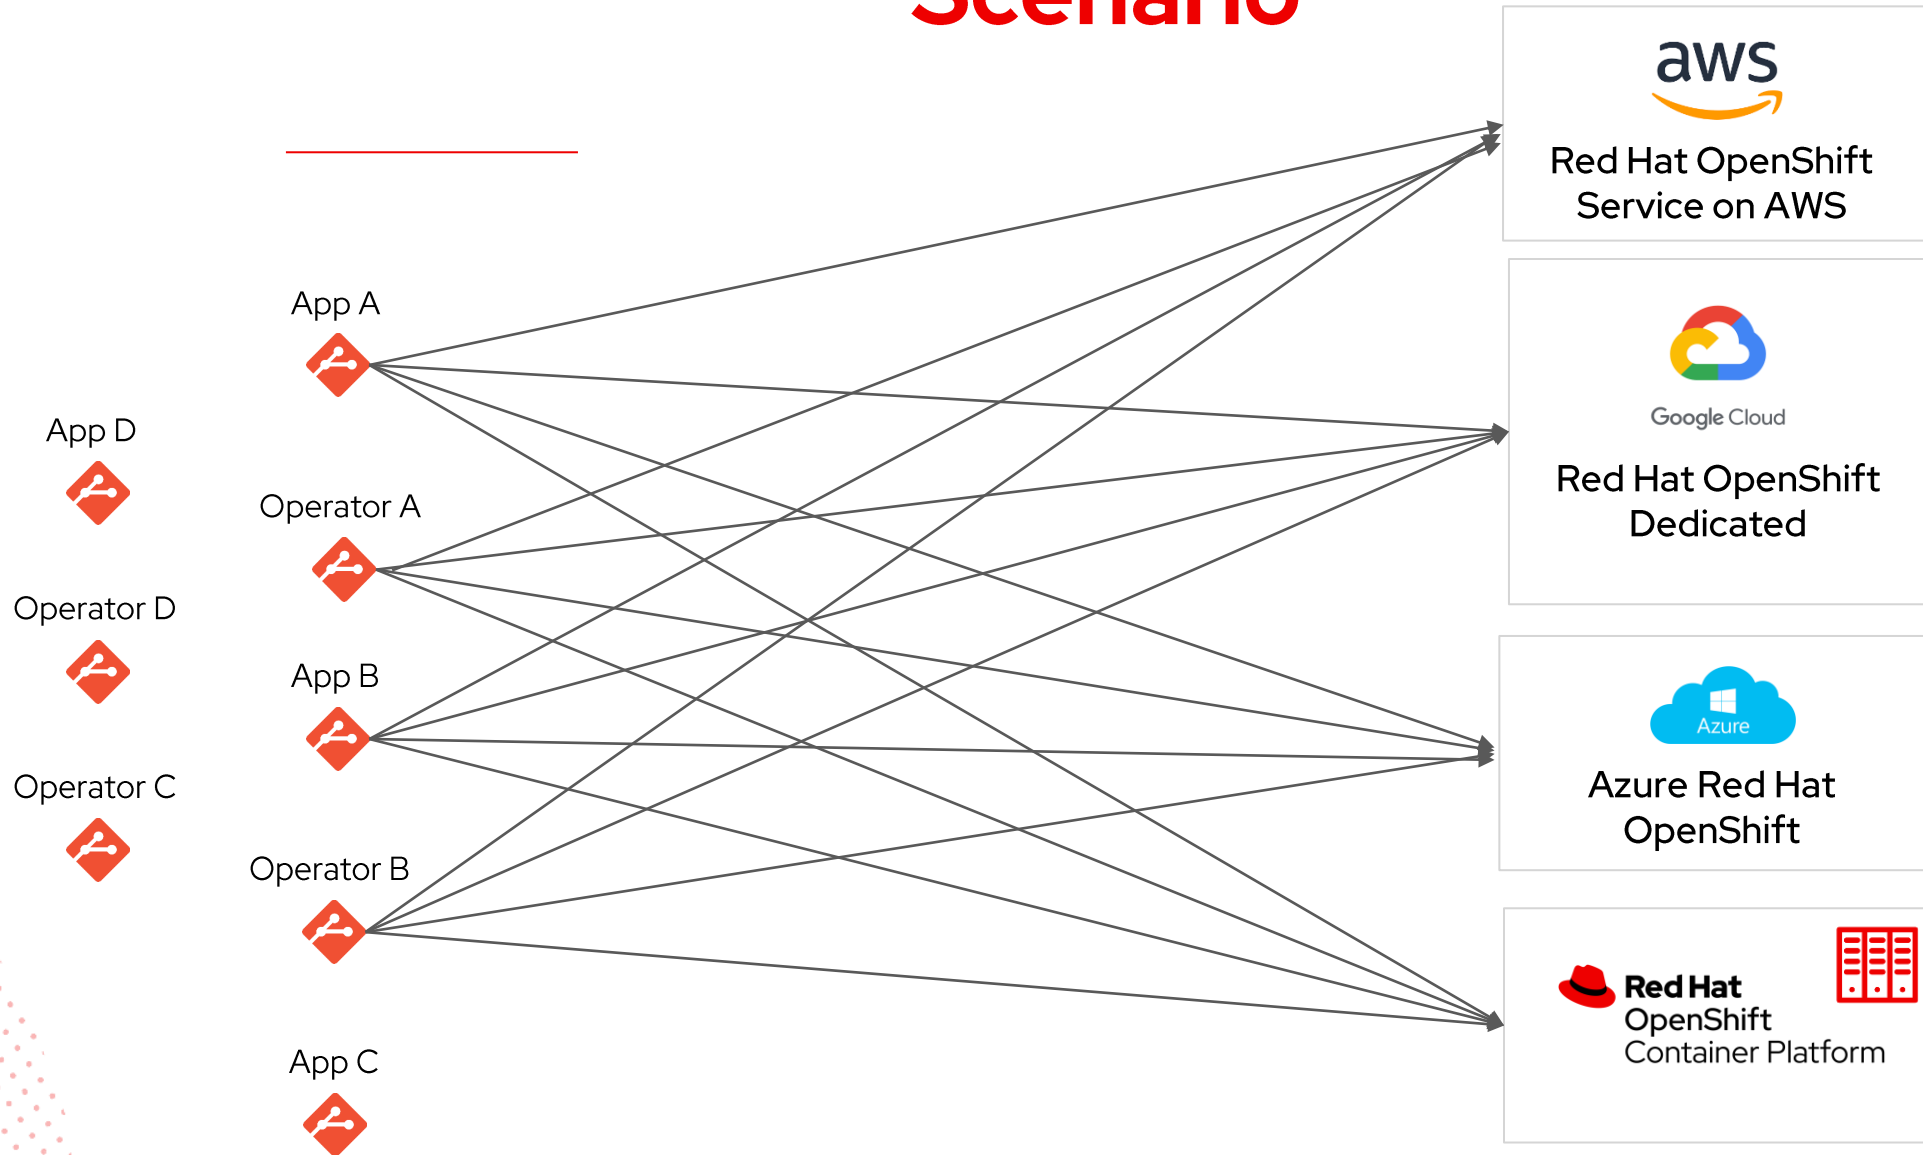 Scenario
aws
Red Hat OpenShift
Service on AWS
App A
Google Cloud
App D
Red Hat OpenShift
Dedicated
Operator A
Operator D
App B
Azure
Azure Red Hat
OpenShift
Operator C
Operator B
Red Hat
OpenShift
Container Platform
App C